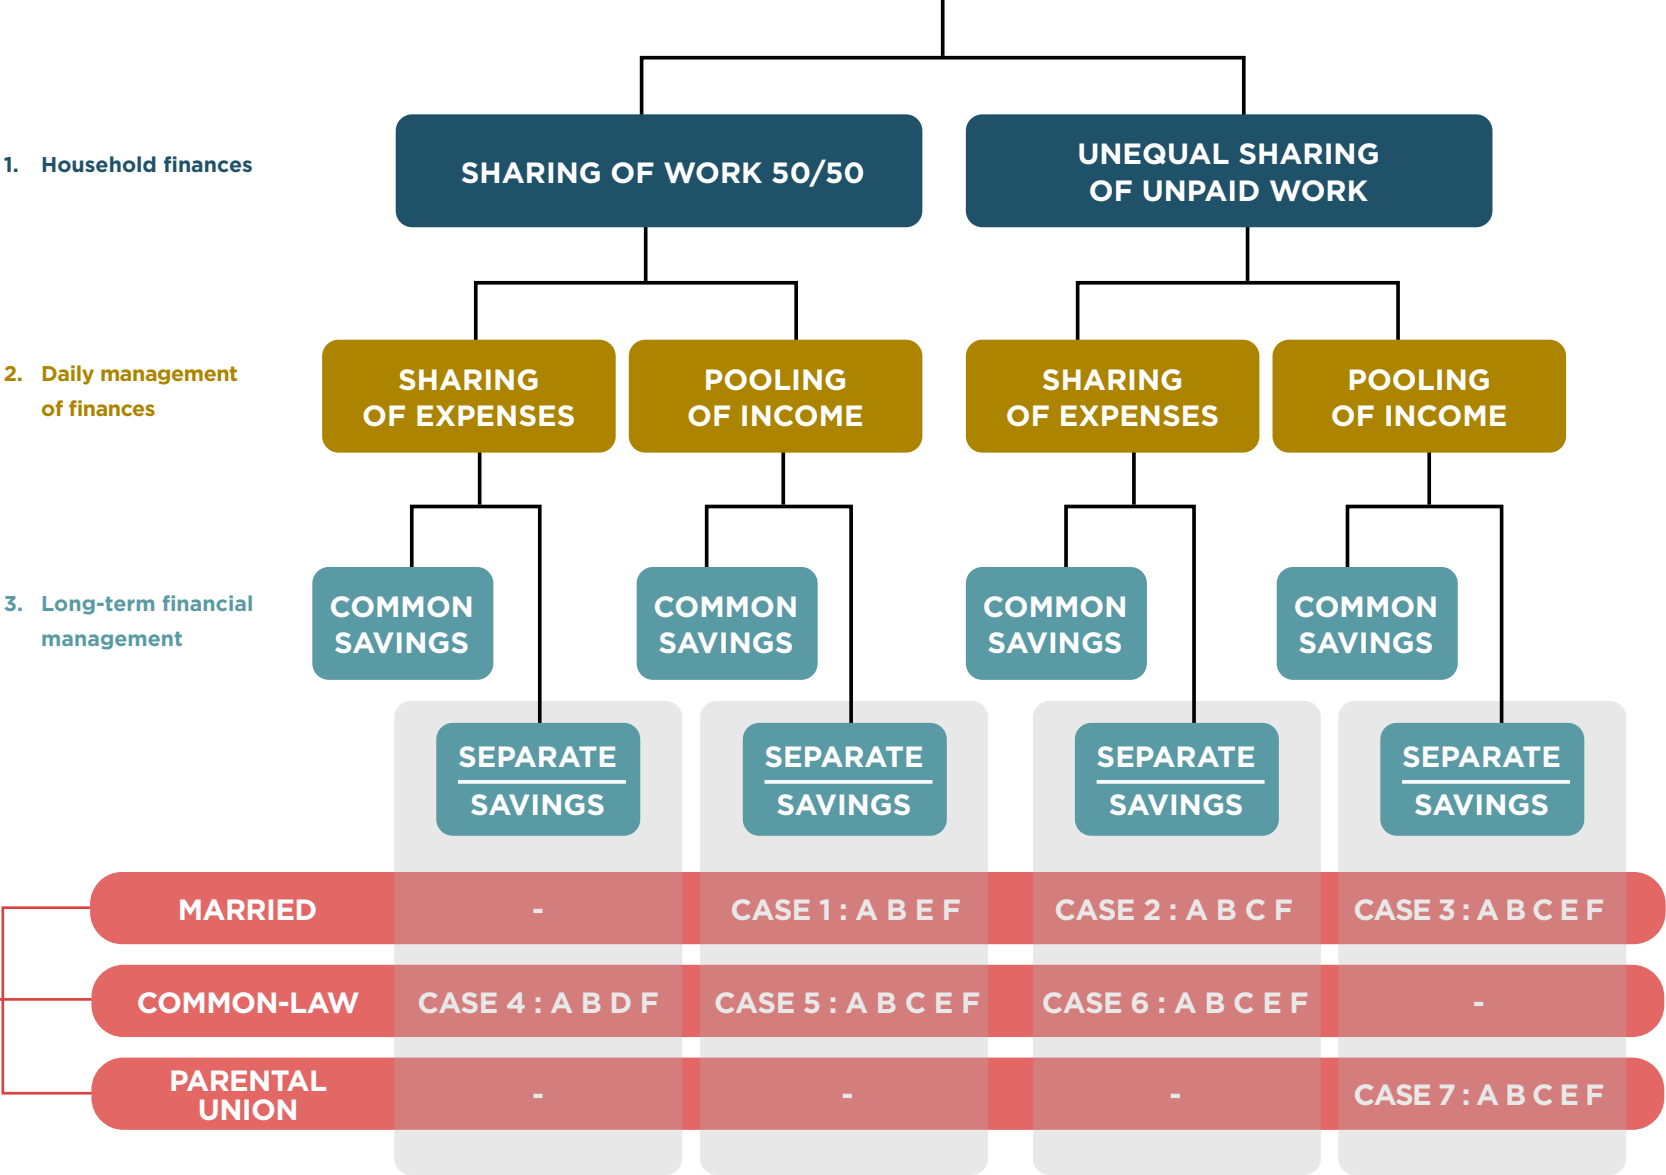 1. Household finances
SHARING OF WORK 50/50
UNEQUAL SHARING
OF UNPAID WORK
2. Daily management
of finances
SHARING
OF EXPENSES
POOLING
OF INCOME
SHARING
OF EXPENSES
POOLING
OF INCOME
3. Long-term financial
management
COMMON
SAVINGS
COMMON
SAVINGS
COMMON
SAVINGS
COMMON
SAVINGS
SEPARATE
SAVINGS
SEPARATE
SAVINGS
SEPARATE
SAVINGS
SEPARATE
SAVINGS
MARRIED
-
CASE 1 : A B E F
CASE 2 : A B C F
CASE 3 : A B C E F
COMMON-LAW
CASE 4 : A B D F
CASE 5 : A B C E F
CASE 6 : A B C E F
-
PARENTAL
UNION
-
-
-
CASE 7 : A B C E F